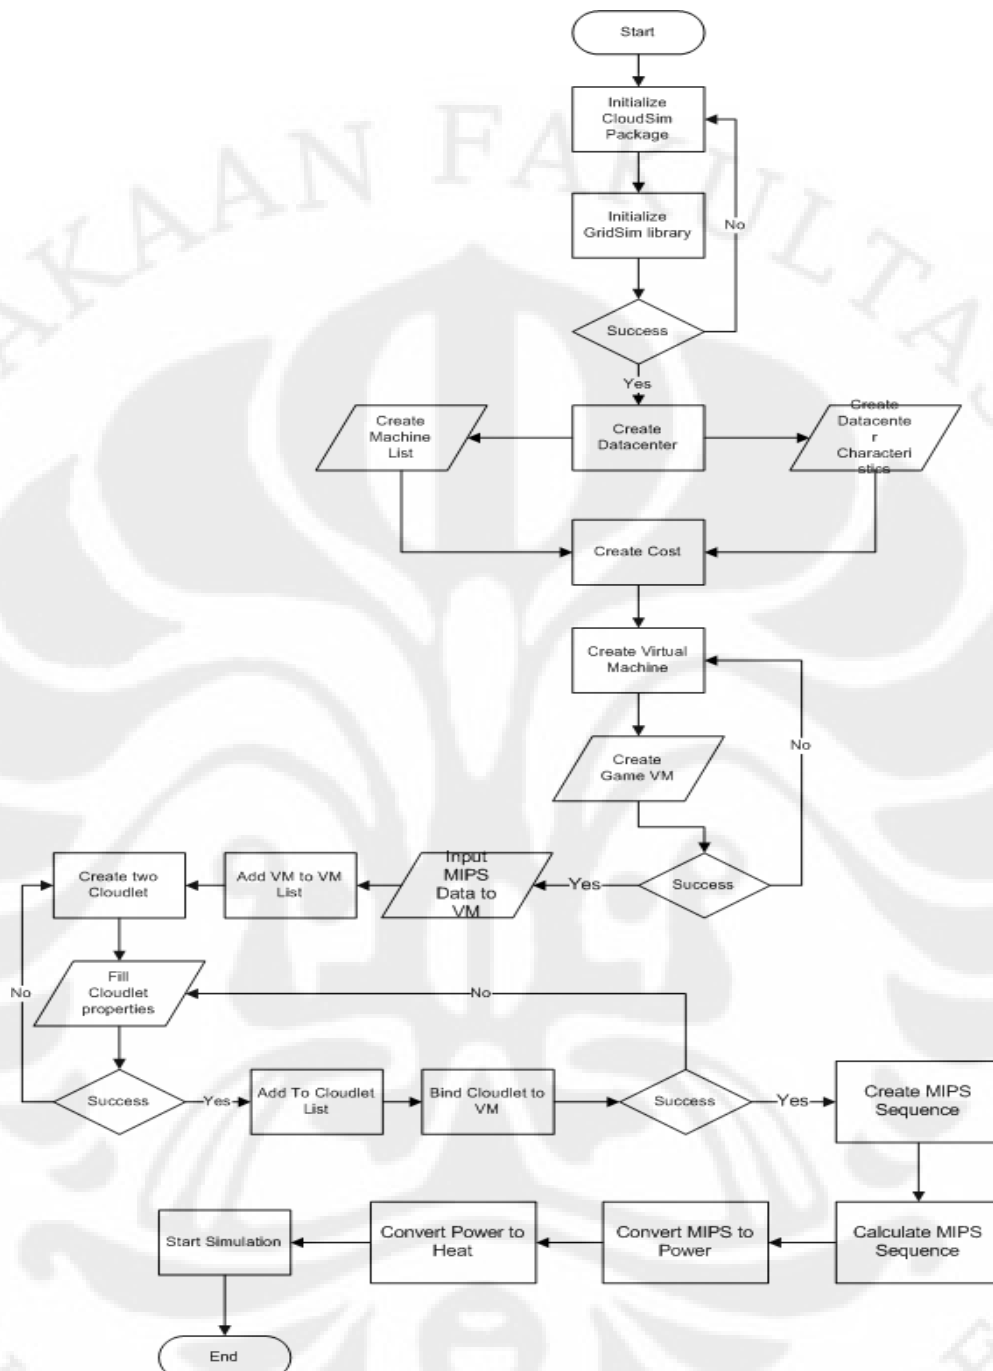 Start
Initialize
CloudSim
Package
Initialize
GridSim library
No
Success
Yes
Create
Machine
List
Create
Datacenter
Create
Datacente
r
Characteri
stics
Create Cost
Create Virtual
Machine
No
Create
Game VM
Success
Yes
Input
MIPS
Data to
VM
Add VM to VM
List
Create two
Cloudlet
Fill
Cloudlet
properties
No
No
Success
Yes
Add To Cloudlet
List
Bind Cloudlet to
VM
Success
Yes
Create MIPS
Sequence
Calculate MIPS
Sequence
Convert MIPS to
Power
Convert Power to
Heat
Start Simulation
End
AKAAN FAKULTAS